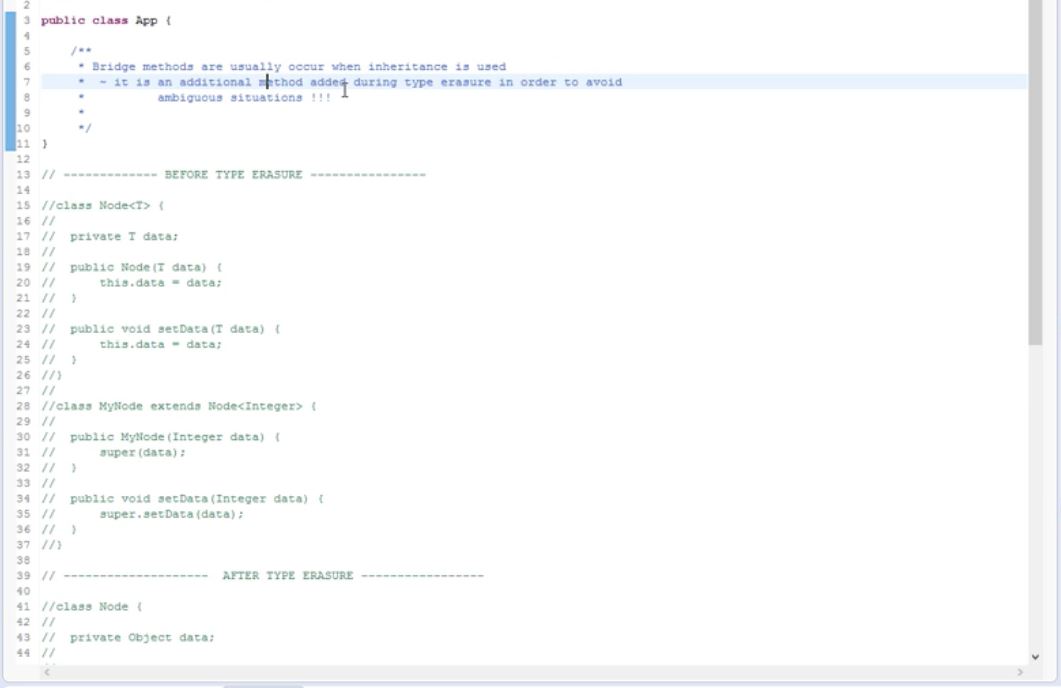 2
3 public class App {
4
5 /**
6 * Bridge methods are usually occur when inheritance is used
7 * ~ it is an additional method added during type erasure in order to avoid
8 * ambiguous situations !!!
9 *
10 */
11 }
12
13 // ------------- BEFORE TYPE ERASURE ----------------
14
15 //class Node<T> {
16 //
17 // private T data;
18 //
19 // public Node(T data) {
20 // this.data = data;
21 // }
22 //
23 // public void setData(T data) {
24 // this.data = data;
25 // }
26 //}
27 //
28 //class MyNode extends Node<Integer> {
29 //
30 // public MyNode(Integer data) {
31 // super(data);
32 // }
33 //
34 // public void setData(Integer data) {
35 // super.setData(data);
36 // }
37 //}
38
39 // -------------------- AFTER TYPE ERASURE -----------------
40
41 //class Node {
42 //
43 // private Object data;
44 //